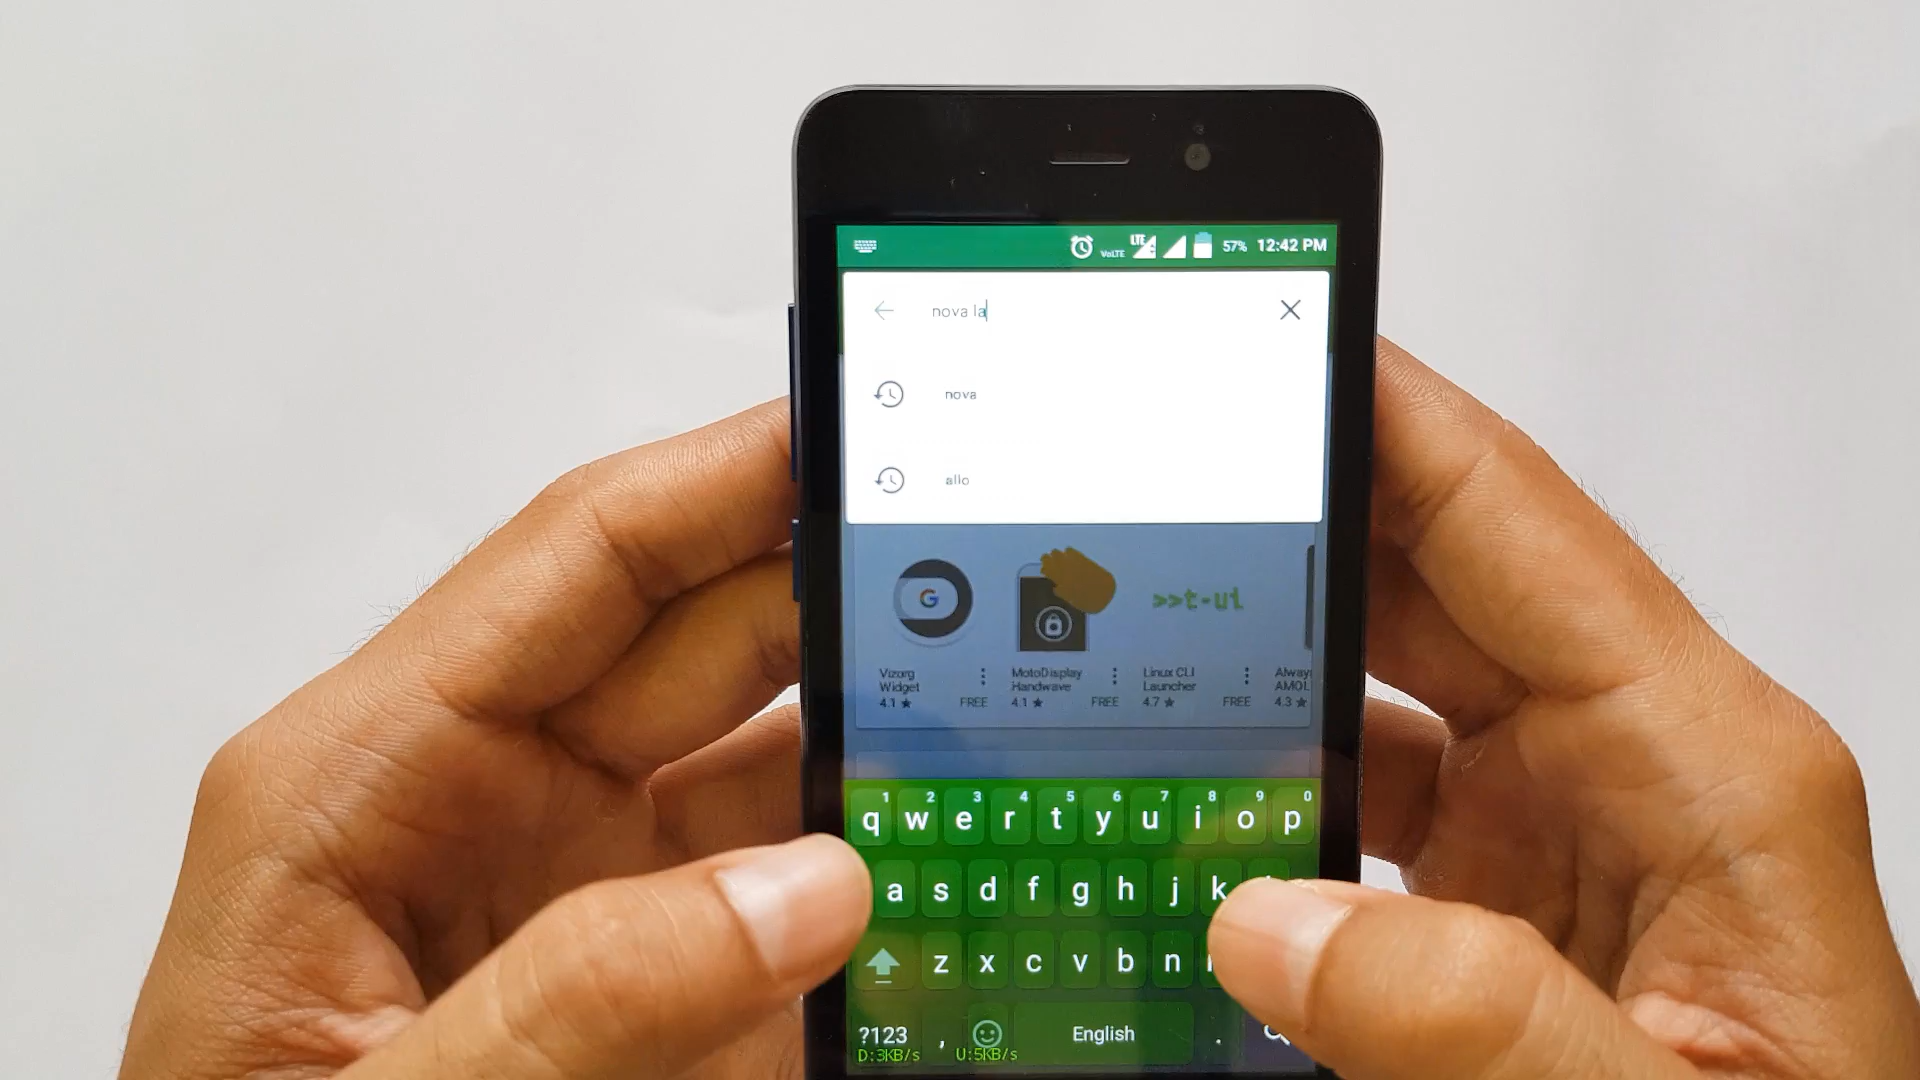 LTE
VoLTE 57% 12:42 PM
nova la
nova
allo
G
>>t-ui
Vizorg Widget
4.1 ★ FREE
MotoDisplay Handwave
4.1 ★ FREE
Linux CLI Launcher
4.7 ★ FREE
Alway
AMOL
4.3 ★
1 2 3 4 5 6 7 8 9 0
q w e r t y u i o p
a s d f g h j k
z x c v b n
?123 , English .
D:3KB/s U:5KB/s